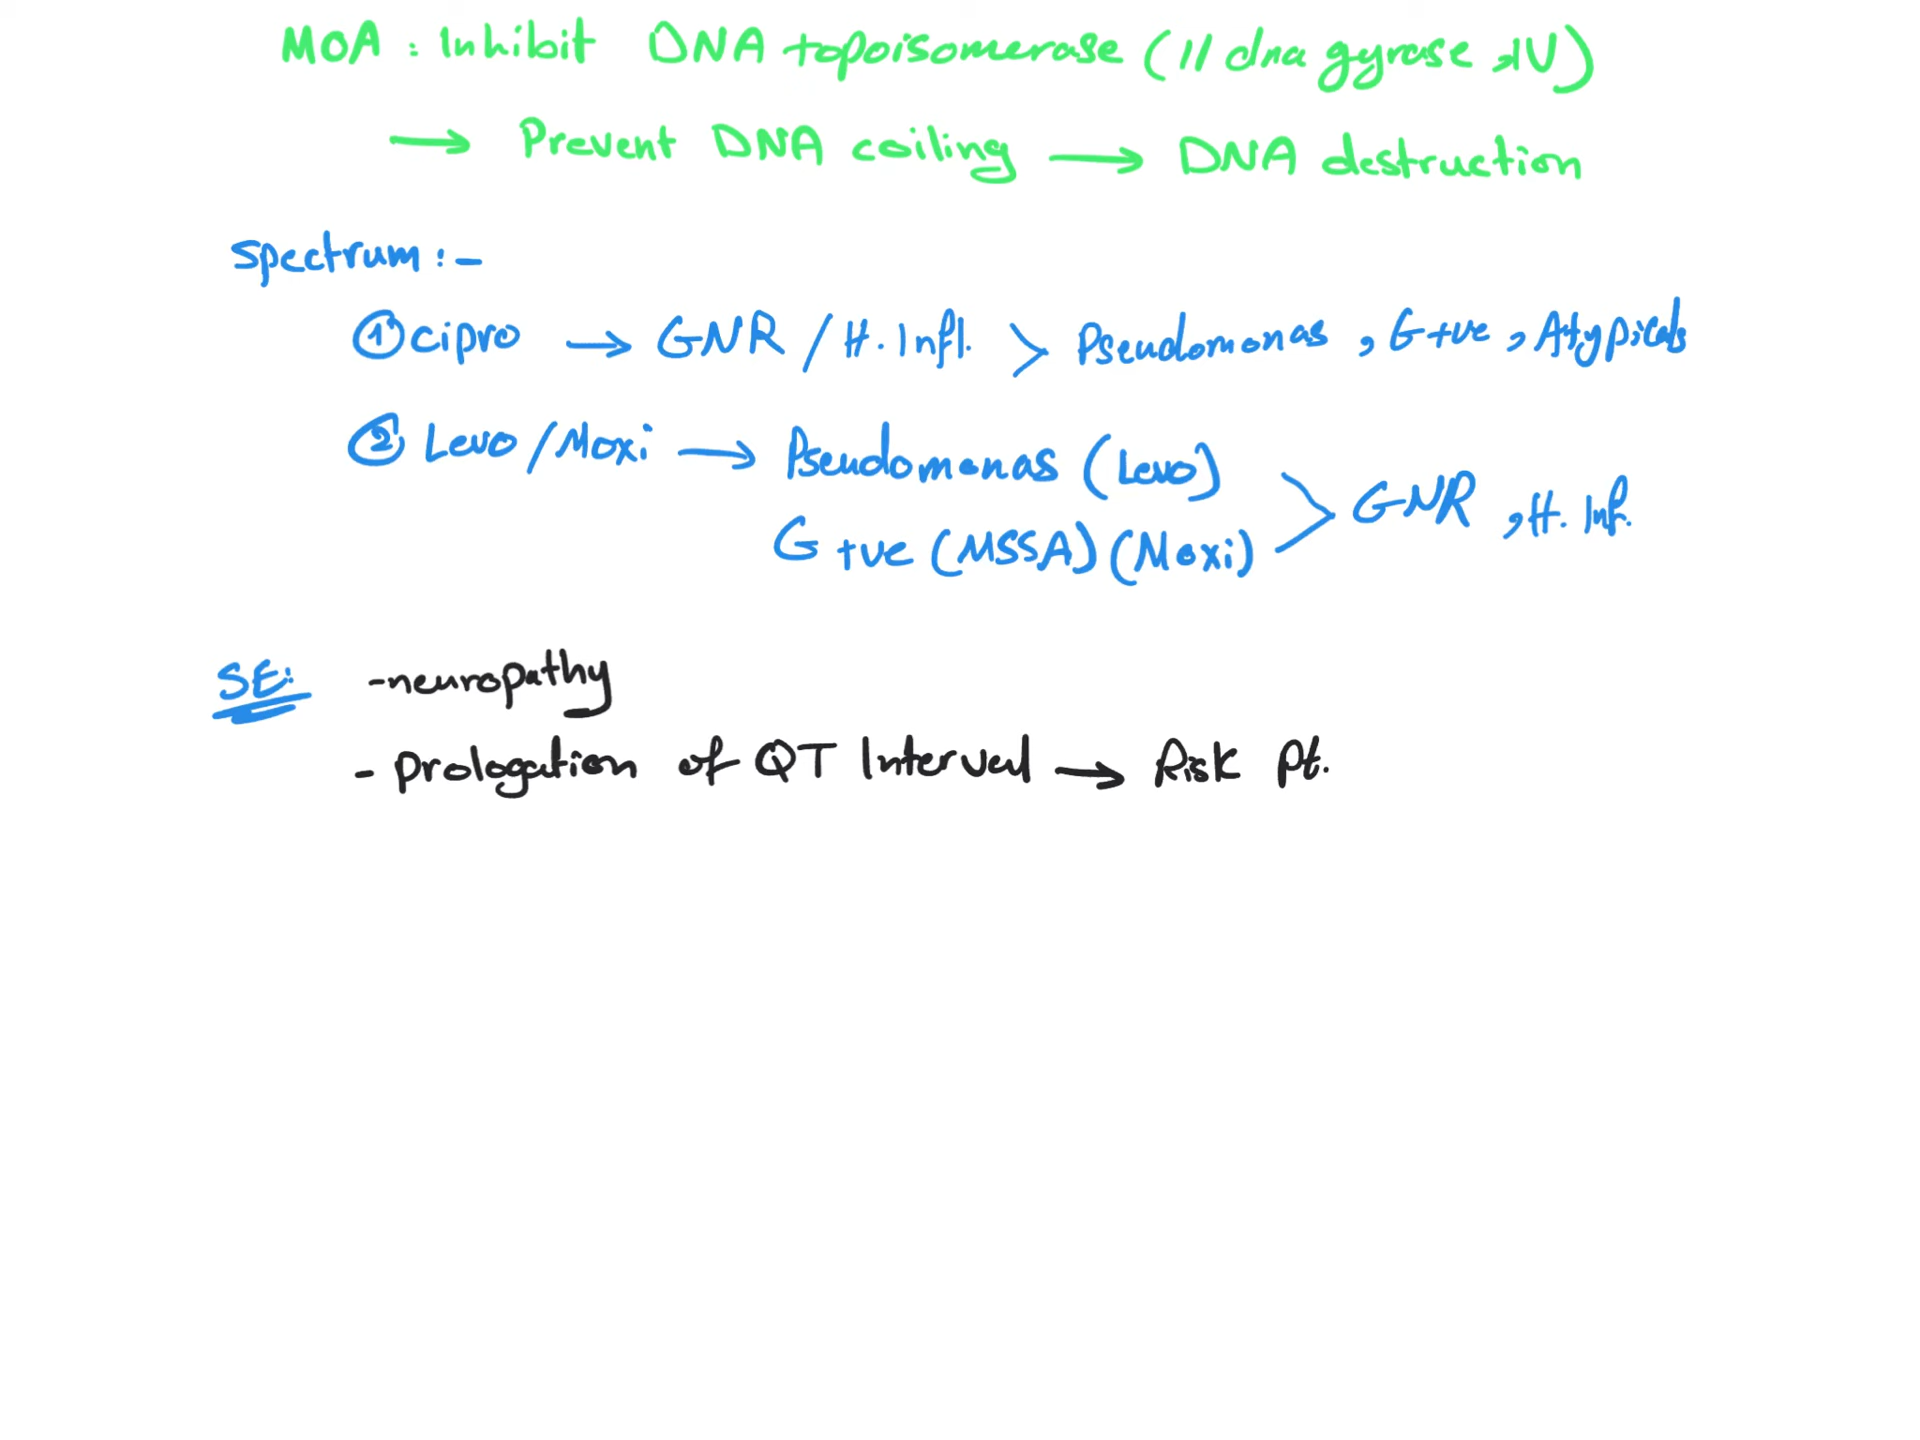 MOA : Inhibit DNA topoisomerase (II dna gyrase, IV)
→ Prevent DNA coiling → DNA destruction
Spectrum :-
① cipro → GNR / H. Infl. > Pseudomonas, G+ve, Atypicals
② Levo / Moxi → Pseudomonas (Levo)
G +ve (MSSA) (Moxi) > GNR, H. Inf.
SE: - neuropathy
- Prologation of QT Interval → Risk Pt.